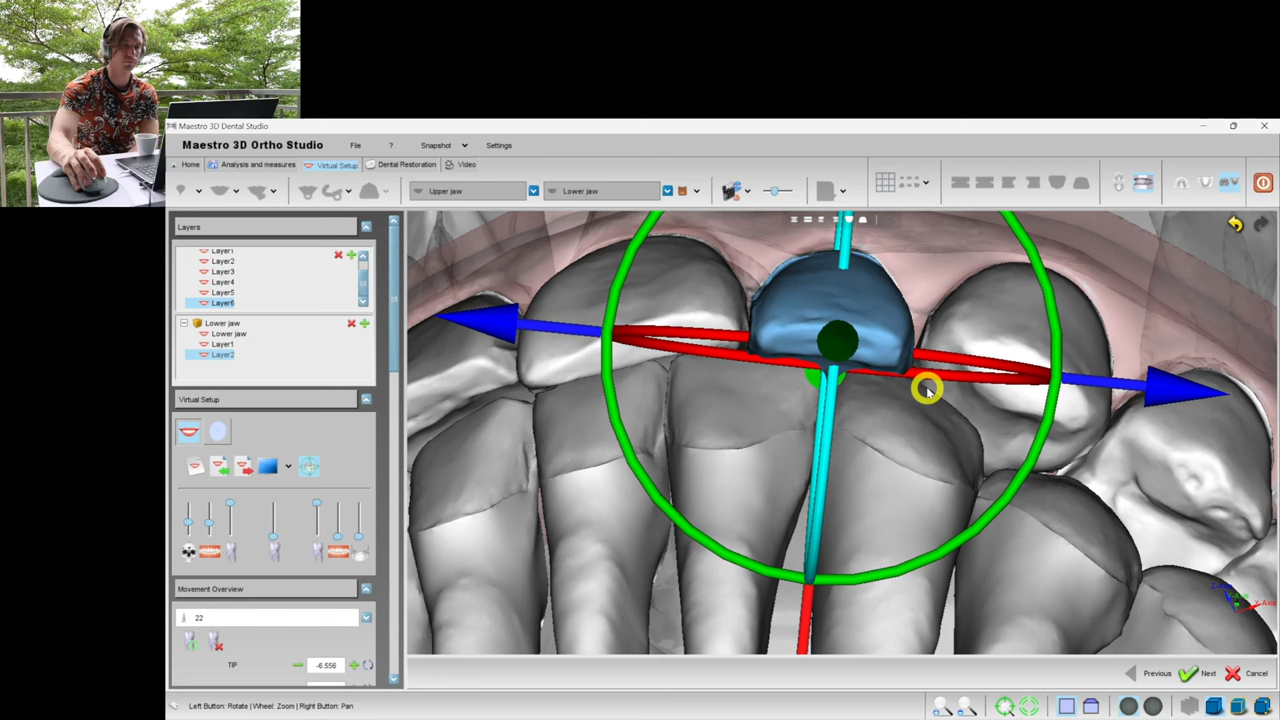 Maestro 3D Dental Studio
Maestro 3D Ortho Studio File ? Snapshot Settings
Home Analysis and measures Virtual Setup Dental Restoration Video
Upper jaw Lower jaw
Layers
Layer1
Layer2
Layer3
Layer4
Layer5
Layer6
Lower jaw
Lower jaw
Layer1
Layer2
Virtual Setup
Movement Overview
22
TIP -6.556
Previous Next Cancel
Left Button: Rotate | Wheel: Zoom | Right Button: Pan